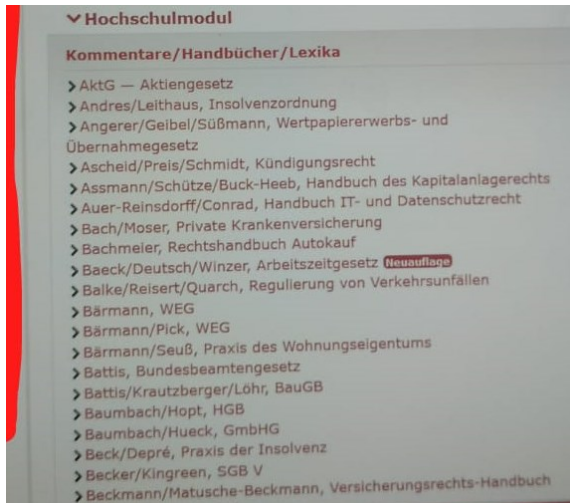 Hochschulmodul
Kommentare/Handbücher/Lexika
AktG — Aktiengesetz
Andres/Leithaus, Insolvenzordnung
Angerer/Geibel/Süßmann, Wertpapiererwerbs- und
Übernahmegesetz
Ascheid/Preis/Schmidt, Kündigungsrecht
Assmann/Schütze/Buck-Heeb, Handbuch des Kapitalanlagerechts
Auer-Reinsdorff/Conrad, Handbuch IT- und Datenschutzrecht
Bach/Moser, Private Krankenversicherung
Bachmeier, Rechtshandbuch Autokauf
Baeck/Deutsch/Winzer, Arbeitszeitgesetz Neuauflage
Balke/Reisert/Quarch, Regulierung von Verkehrsunfällen
Bärmann, WEG
Bärmann/Pick, WEG
Bärmann/Seuß, Praxis des Wohnungseigentums
Battis, Bundesbeamtengesetz
Battis/Krautzberger/Löhr, BauGB
Baumbach/Hopt, HGB
Baumbach/Hueck, GmbHG
Beck/Depré, Praxis der Insolvenz
Becker/Kingreen, SGB V
Beckmann/Matusche-Beckmann, Versicherungsrechts-Handbuch